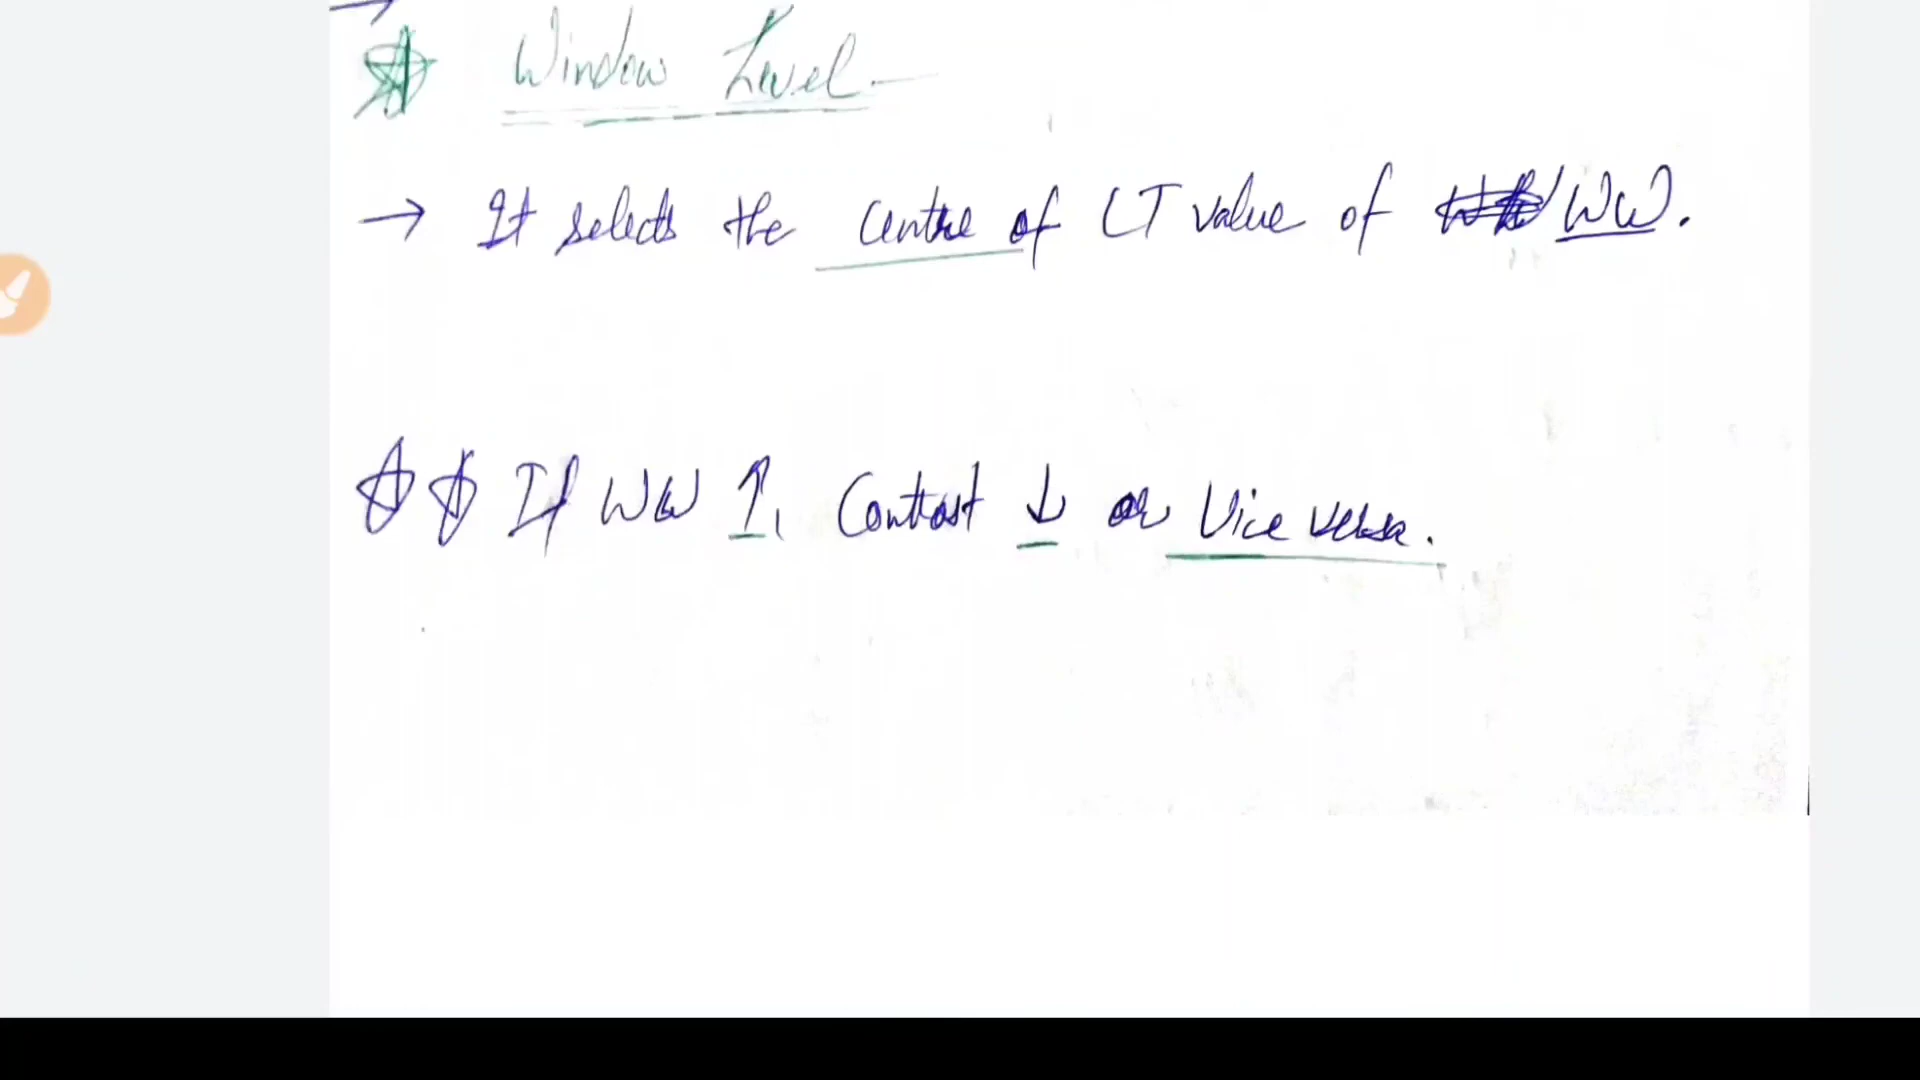 Window Level -
→ It selects the centre of CT value of WW.
☆ ☆ If WW ↑, Contrast ↓ or Vice versa.